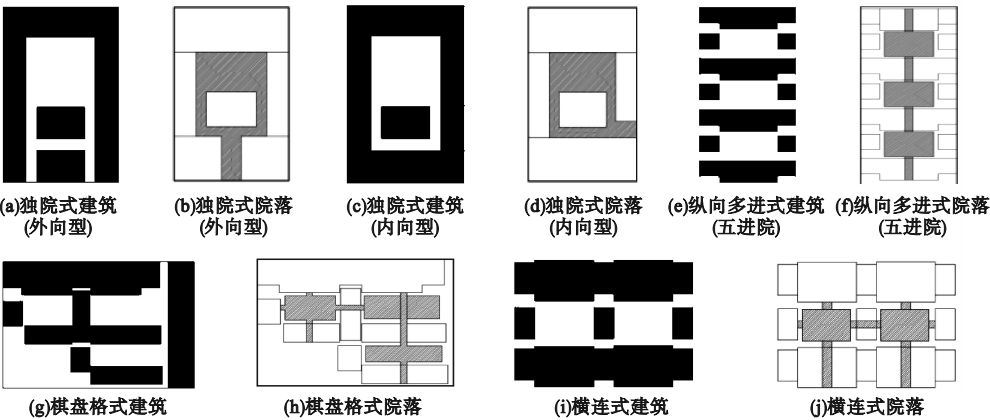 (a)独院式建筑
(外向型)
(b)独院式院落
(外向型)
(c)独院式建筑
(内向型)
(d)独院式院落
(内向型)
(e)纵向多进式建筑
(五进院)
(f)纵向多进式院落
(五进院)
(g)棋盘格式建筑
(h)棋盘格式院落
(i)横连式建筑
(j)横连式院落